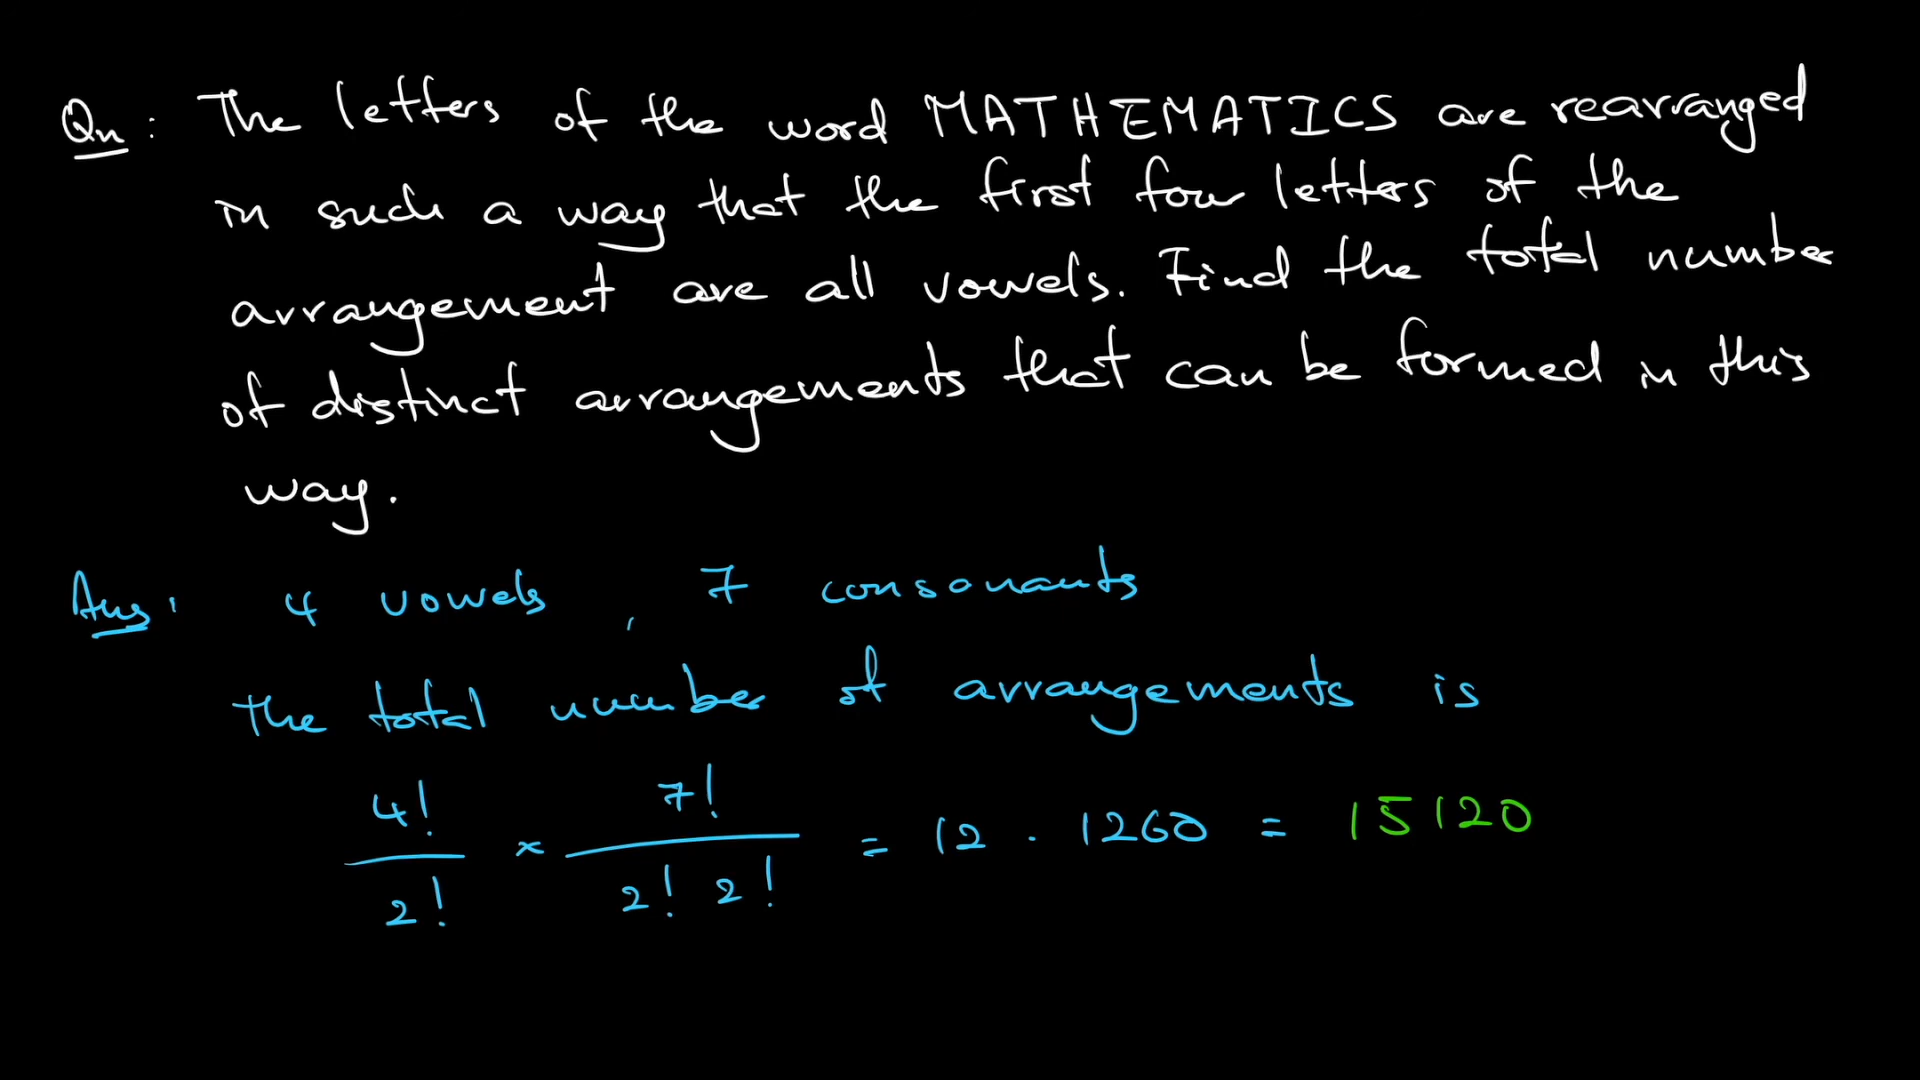 Qn: The letters of the word MATHEMATICS are rearranged
in such a way that the first four letters of the
arrangement are all vowels. Find the total number
of distinct arrangements that can be formed in this
way.
Ans: 4 vowels, 7 consonants
the total number of arrangements is
4!/2! × 7!/(2! 2!) = 12 · 1260 = 15120